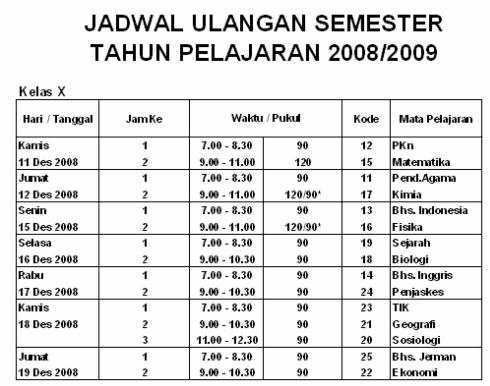 JADWAL ULANGAN SEMESTER
TAHUN PELAJARAN 2008/2009
Kelas X
Hari / Tanggal Jam Ke Waktu / Pukul Kode Mata Pelajaran
Kamis 1 7.00 - 8.30 90 12 PKn
11 Des 2008 2 9.00 - 11.00 120 15 Matematika
Jumat 1 7.00 - 8.30 90 11 Pend.Agama
12 Des 2008 2 9.00 - 11.00 120/90* 17 Kimia
Senin 1 7.00 - 8.30 90 13 Bhs. Indonesia
15 Des 2008 2 9.00 - 11.00 120/90* 16 Fisika
Selasa 1 7.00 - 8.30 90 19 Sejarah
16 Des 2008 2 9.00 - 10.30 90 18 Biologi
Rabu 1 7.00 - 8.30 90 14 Bhs. Inggris
17 Des 2008 2 9.00 - 10.30 90 24 Penjaskes
Kamis 1 7.00 - 8.30 90 23 TIK
18 Des 2008 2 9.00 - 10.30 90 21 Geografi
3 11.00 - 12.30 90 20 Sosiologi
Jumat 1 7.00 - 8.30 90 25 Bhs. Jerman
19 Des 2008 2 9.00 - 10.30 90 22 Ekonomi